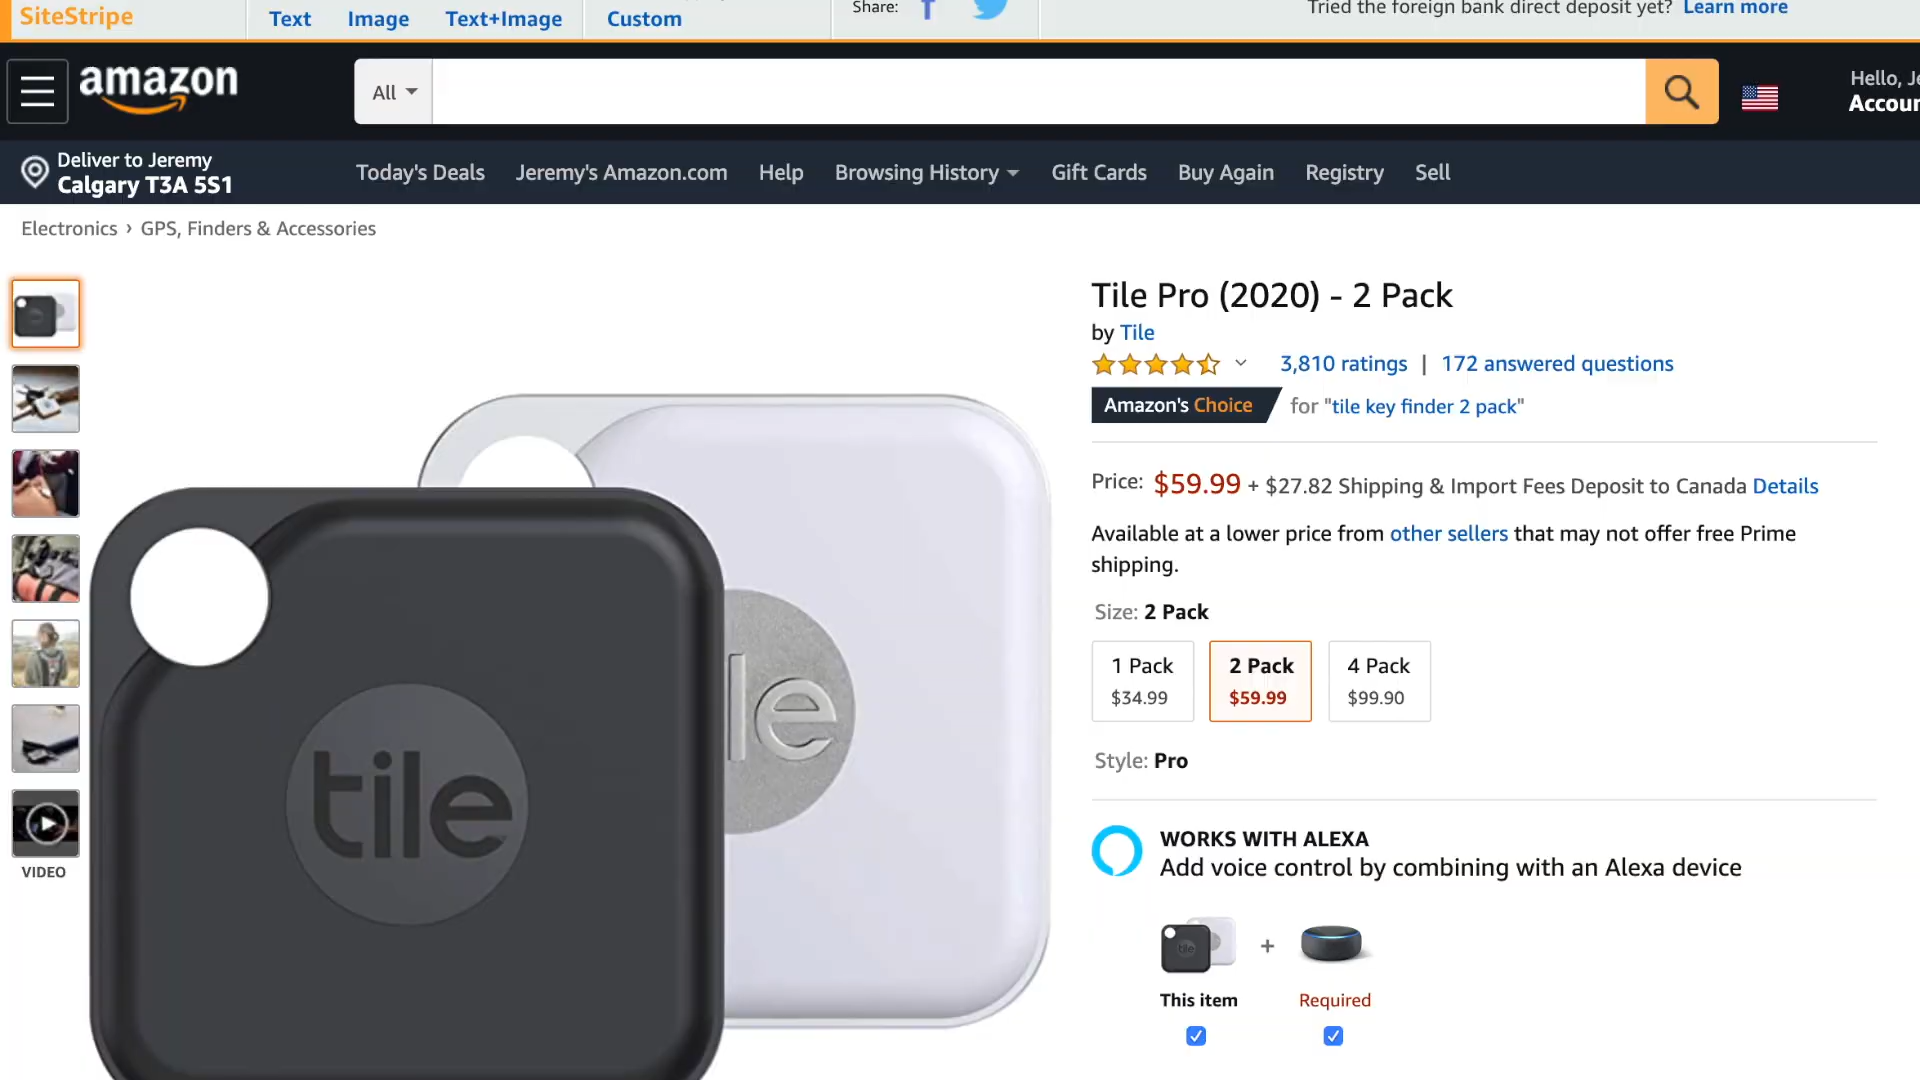 SiteStripe
Text
Image
Text+Image
Custom
Share:
Tried the foreign bank direct deposit yet? Learn more
amazon
All
Hello, Je
Accoun
Deliver to Jeremy
Calgary T3A 5S1
Today's Deals
Jeremy's Amazon.com
Help
Browsing History
Gift Cards
Buy Again
Registry
Sell
Electronics › GPS, Finders & Accessories
VIDEO
tile
le
Tile Pro (2020) - 2 Pack
by Tile
3,810 ratings | 172 answered questions
Amazon's Choice for "tile key finder 2 pack"
Price: $59.99 + $27.82 Shipping & Import Fees Deposit to Canada Details
Available at a lower price from other sellers that may not offer free Prime
shipping.
Size: 2 Pack
1 Pack
$34.99
2 Pack
$59.99
4 Pack
$99.90
Style: Pro
WORKS WITH ALEXA
Add voice control by combining with an Alexa device
tile
+
This item
Required